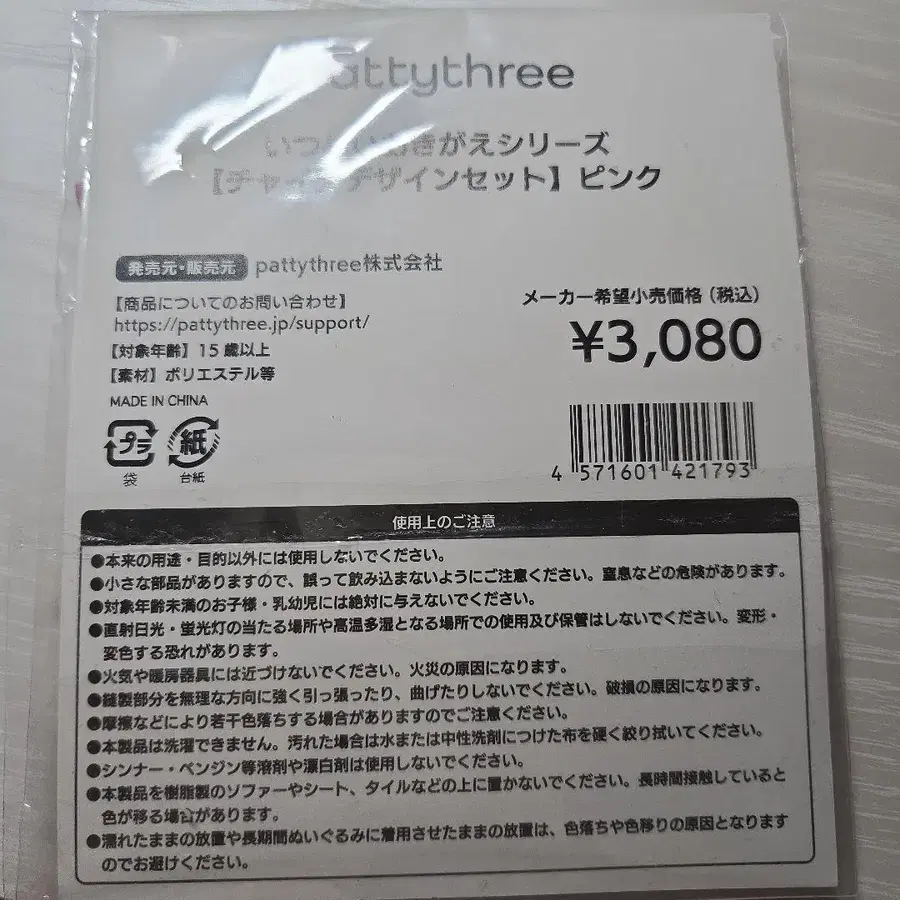 attythree
いつ きがえシリーズ
【チャイ デザインセット】ピンク
発売元・販売元 pattythree株式会社
【商品についてのお問い合わせ】
https://pattythree.jp/support/
【対象年齢】15歳以上
【素材】ポリエステル等
MADE IN CHINA
プラ 紙
袋 台紙
メーカー希望小売価格（税込）
¥3,080
4 571601 421793
使用上のご注意
●本来の用途・目的以外には使用しないでください。
●小さな部品がありますので、誤って飲み込まないようにご注意ください。窒息などの危険があります。
●対象年齢未満のお子様・乳幼児には絶対に与えないでください。
●直射日光・蛍光灯の当たる場所や高温多湿となる場所での使用及び保管はしないでください。変形・
変色する恐れがあります。
●火気や暖房器具には近づけないでください。火災の原因になります。
●縫製部分を無理な方向に強く引っ張ったり、曲げたりしないでください。破損の原因になります。
●摩擦などにより若干色落ちする場合がありますのでご注意ください。
●本製品は洗濯できません。汚れた場合は水または中性洗剤につけた布を硬く絞り拭いてください。
●シンナー・ベンジン等溶剤や漂白剤は使用しないでください。
●本製品を樹脂製のソファーやシート、タイルなどの上に置かないでください。長時間接触していると
色が移る場合があります。
●濡れたままの放置や長期間ぬいぐるみに着用させたままの放置は、色落ちや色移りの原因となります
のでお避けください。